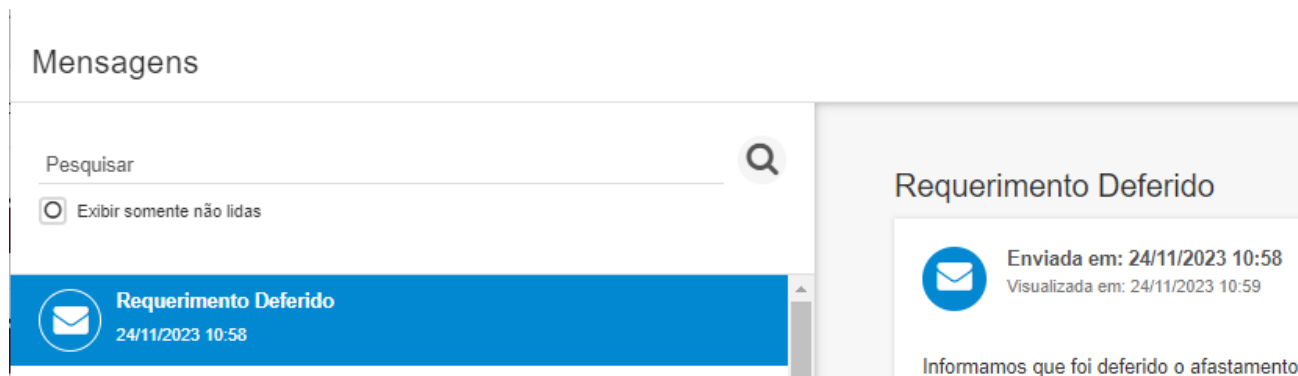 Mensagens
Pesquisar
Exibir somente não lidas
Requerimento Deferido
24/11/2023 10:58
Requerimento Deferido
Enviada em: 24/11/2023 10:58
Visualizada em: 24/11/2023 10:59
Informamos que foi deferido o afastamento